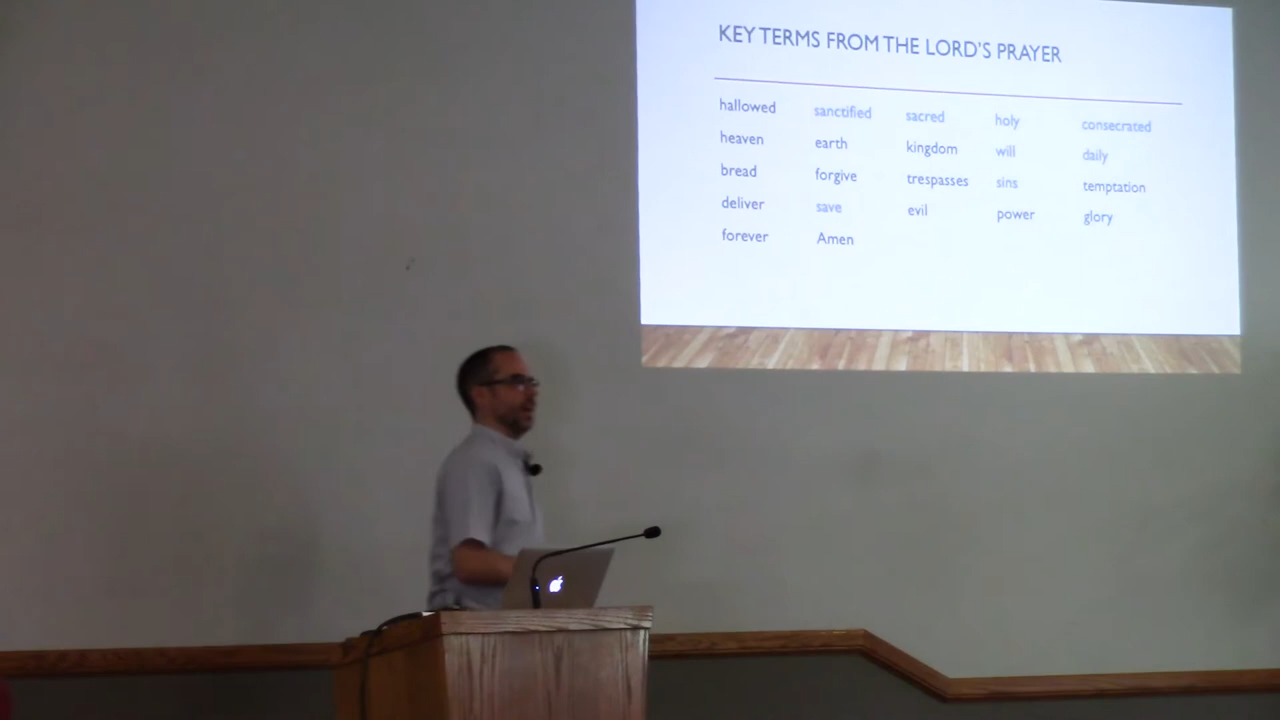 KEY TERMS FROM THE LORD'S PRAYER
hallowed sanctified sacred holy consecrated
heaven earth kingdom will daily
bread forgive trespasses sins temptation
deliver save evil power glory
forever Amen